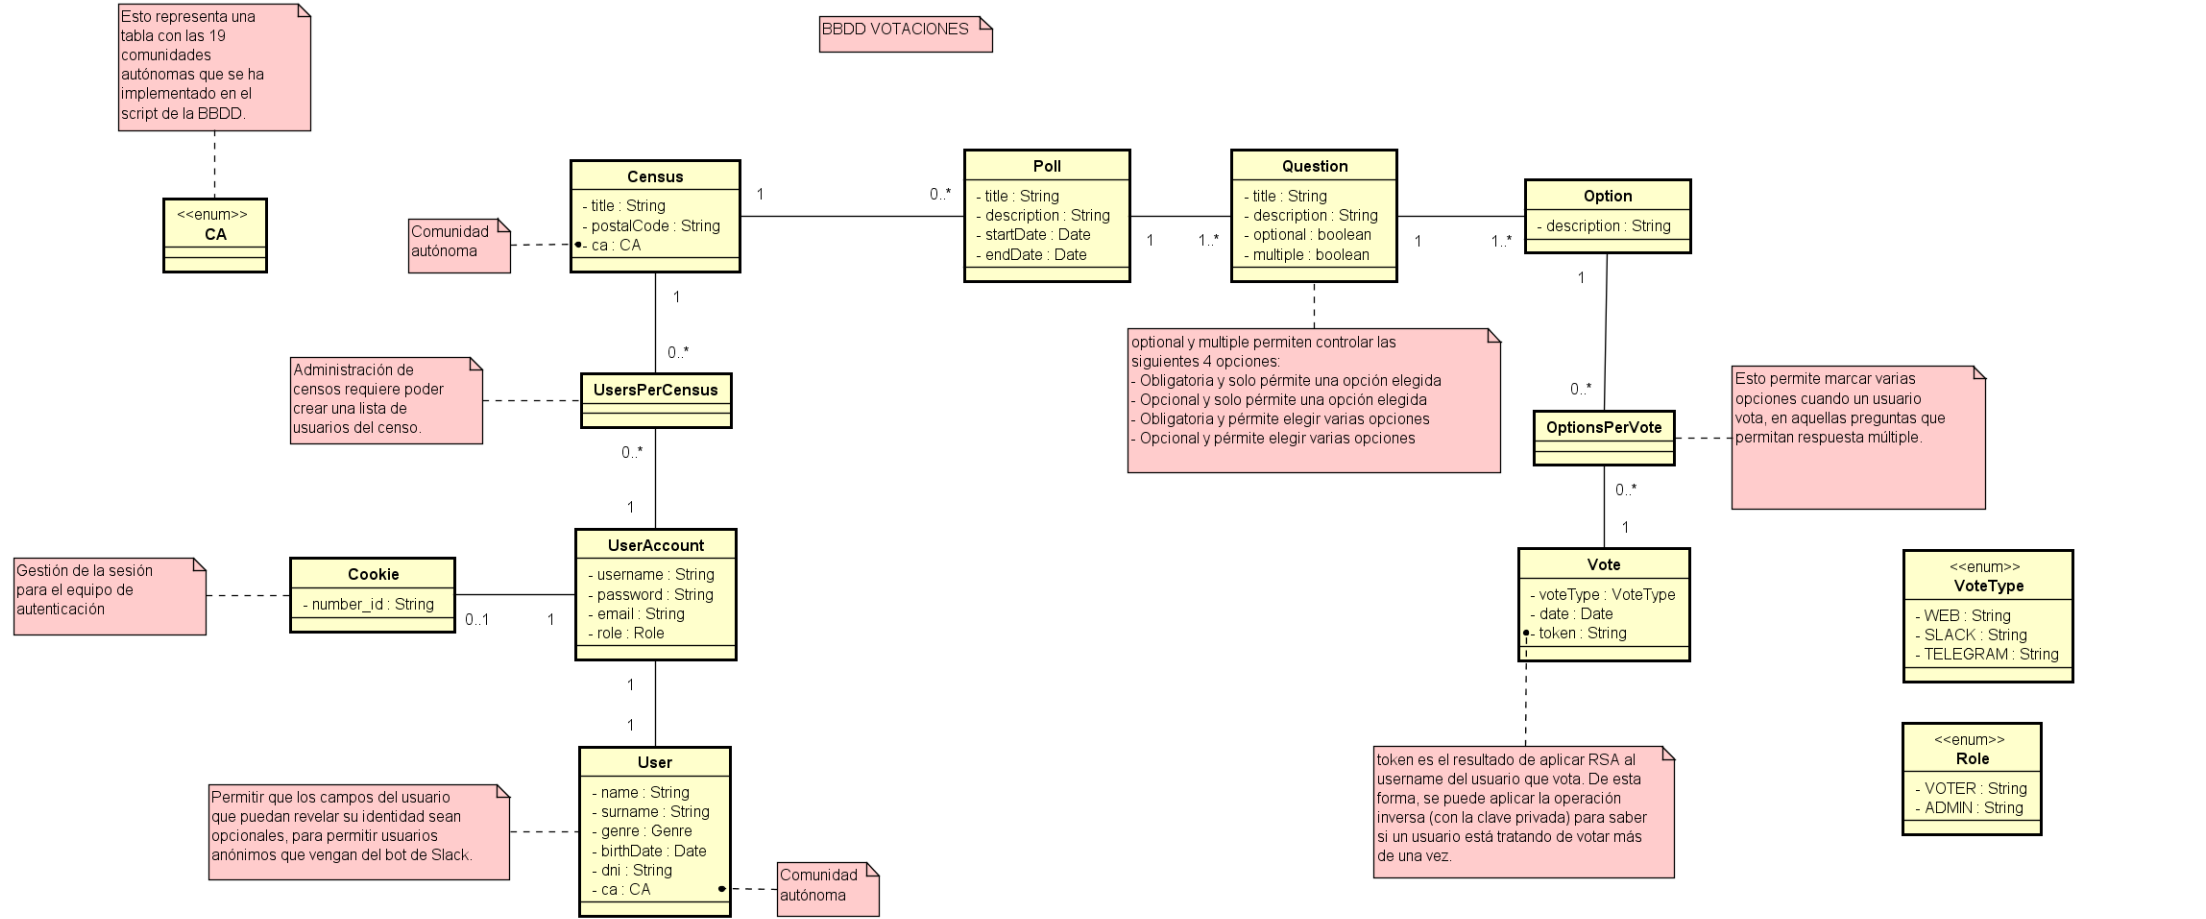 Esto representa una
tabla con las 19
comunidades
autónomas que se ha
implementado en el
script de la BBDD.
BBDD VOTACIONES
<<enum>>
CA
Comunidad
autónoma
Census
- title : String
- postalCode : String
- ca : CA
1
0..*
Poll
- title : String
- description : String
- startDate : Date
- endDate : Date
1
1..*
Question
- title : String
- description : String
- optional : boolean
- multiple : boolean
1
1..*
Option
- description : String
1
0..*
1
0..*
Administración de
censos requiere poder
crear una lista de
usuarios del censo.
UsersPerCensus
optional y multiple permiten controlar las
siguientes 4 opciones:
- Obligatoria y solo pérmite una opción elegida
- Opcional y solo pérmite una opción elegida
- Obligatoria y pérmite elegir varias opciones
- Opcional y pérmite elegir varias opciones
OptionsPerVote
Esto permite marcar varias
opciones cuando un usuario
vota, en aquellas preguntas que
permitan respuesta múltiple.
0..*
1
0..*
1
Gestión de la sesión
para el equipo de
autenticación
Cookie
- number_id : String
0..1
1
UserAccount
- username : String
- password : String
- email : String
- role : Role
Vote
- voteType : VoteType
- date : Date
- token : String
<<enum>>
VoteType
- WEB : String
- SLACK : String
- TELEGRAM : String
1
1
<<enum>>
Role
- VOTER : String
- ADMIN : String
Permitir que los campos del usuario
que puedan revelar su identidad sean
opcionales, para permitir usuarios
anónimos que vengan del bot de Slack.
User
- name : String
- surname : String
- genre : Genre
- birthDate : Date
- dni : String
- ca : CA
Comunidad
autónoma
token es el resultado de aplicar RSA al
username del usuario que vota. De esta
forma, se puede aplicar la operación
inversa (con la clave privada) para saber
si un usuario está tratando de votar más
de una vez.